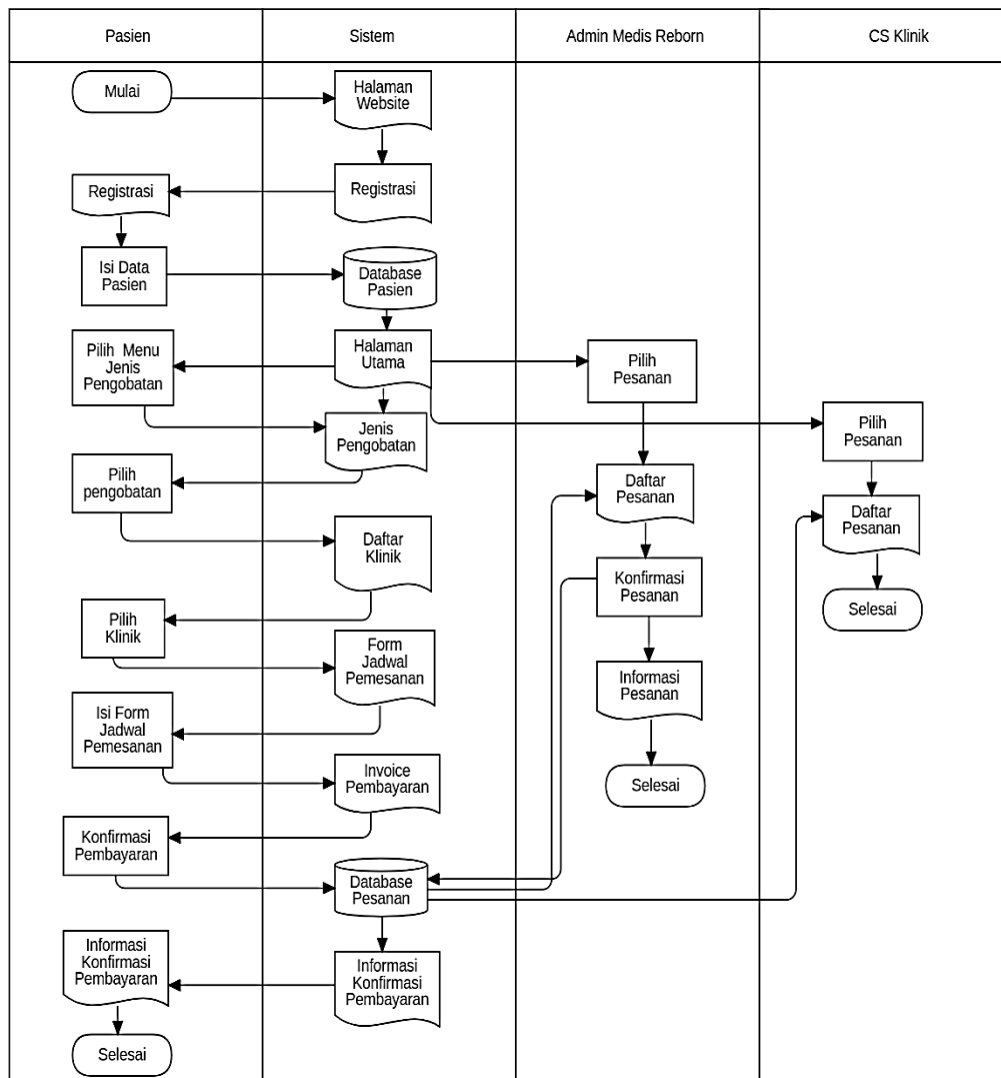 Pasien
Sistem
Admin Medis Reborn
CS Klinik
Mulai
Halaman
Website
Registrasi
Registrasi
Isi Data
Pasien
Database
Pasien
Pilih Menu
Jenis
Pengobatan
Halaman
Utama
Pilih
Pesanan
Jenis
Pengobatan
Pilih
Pesanan
Pilih
pengobatan
Daftar
Pesanan
Daftar
Pesanan
Daftar
Klinik
Konfirmasi
Pesanan
Selesai
Pilih
Klinik
Form
Jadwal
Pemesanan
Informasi
Pesanan
Isi Form
Jadwal
Pemesanan
Invoice
Pembayaran
Selesai
Konfirmasi
Pembayaran
Database
Pesanan
Informasi
Konfirmasi
Pembayaran
Informasi
Konfirmasi
Pembayaran
Selesai